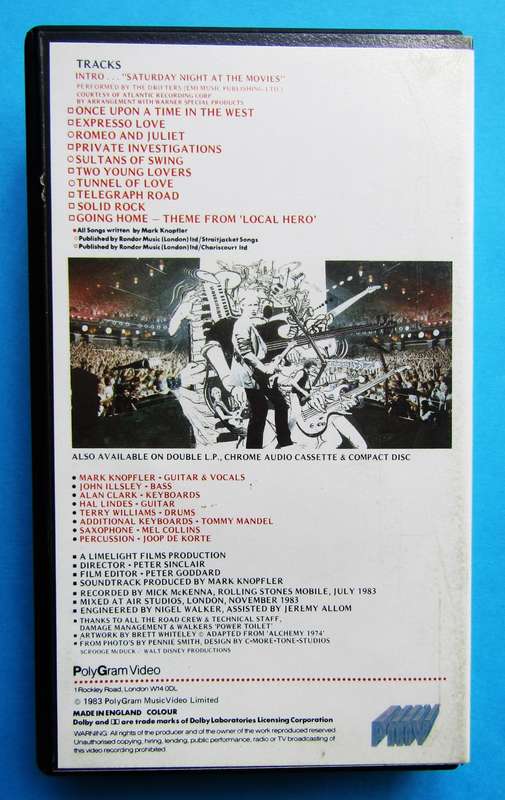 TRACKS
INTRO... "SATURDAY NIGHT AT THE MOVIES"
PERFORMED BY THE DRIFTERS (EMI MUSIC PUBLISHING LTD.)
COURTESY OF ATLANTIC RECORDING CORP.
BY ARRANGEMENT WITH WARNER SPECIAL PRODUCTS
ONCE UPON A TIME IN THE WEST
EXPRESSO LOVE
ROMEO AND JULIET
PRIVATE INVESTIGATIONS
SULTANS OF SWING
TWO YOUNG LOVERS
TUNNEL OF LOVE
TELEGRAPH ROAD
SOLID ROCK
GOING HOME – THEME FROM 'LOCAL HERO'
All Songs written by Mark Knopfler
Published by Rondor Music (London) ltd/Straitjacket Songs
Published by Rondor Music (London) ltd/Chariscourt ltd
ALSO AVAILABLE ON DOUBLE L.P., CHROME AUDIO CASSETTE & COMPACT DISC
MARK KNOPFLER • GUITAR & VOCALS
JOHN ILLSLEY • BASS
ALAN CLARK • KEYBOARDS
HAL LINDES • GUITAR
TERRY WILLIAMS • DRUMS
ADDITIONAL KEYBOARDS • TOMMY MANDEL
SAXOPHONE • MEL COLLINS
PERCUSSION • JOOP DE KORTE
A LIMELIGHT FILMS PRODUCTION
DIRECTOR • PETER SINCLAIR
FILM EDITOR • PETER GODDARD
SOUNDTRACK PRODUCED BY MARK KNOPFLER
RECORDED BY MICK McKENNA, ROLLING STONES MOBILE, JULY 1983
MIXED AT AIR STUDIOS, LONDON, NOVEMBER 1983
ENGINEERED BY NIGEL WALKER, ASSISTED BY JEREMY ALLOM
THANKS TO ALL THE ROAD CREW & TECHNICAL STAFF,
DAMAGE MANAGEMENT & WALKERS 'POWER TOILET'
ARTWORK BY BRETT WHITELEY © ADAPTED FROM 'ALCHEMY 1974'
FROM PHOTO'S BY PENNIE SMITH, DESIGN BY C•MORE•TONE•STUDIOS
SCROOGE McDUCK - WALT DISNEY PRODUCTIONS
PolyGram Video
1 Rockley Road, London W14 0DL
© 1983 PolyGram Music Video Limited
MADE IN ENGLAND COLOUR
Dolby and are trade marks of Dolby Laboratories Licensing Corporation
WARNING: All rights of the producer and of the owner of the work reproduced reserved.
Unauthorised copying, hiring, lending, public performance, radio or TV broadcasting of
this video recording prohibited.
PMV